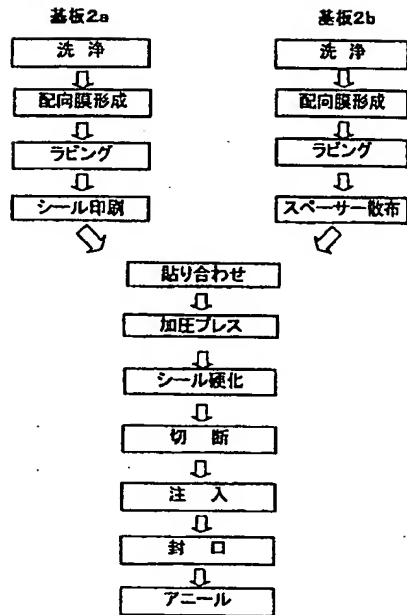 基板2a
洗浄
配向膜形成
ラビング
シール印刷
基板2b
洗浄
配向膜形成
ラビング
スペーサー散布
貼り合わせ
加圧プレス
シール硬化
切断
注入
封口
アニール